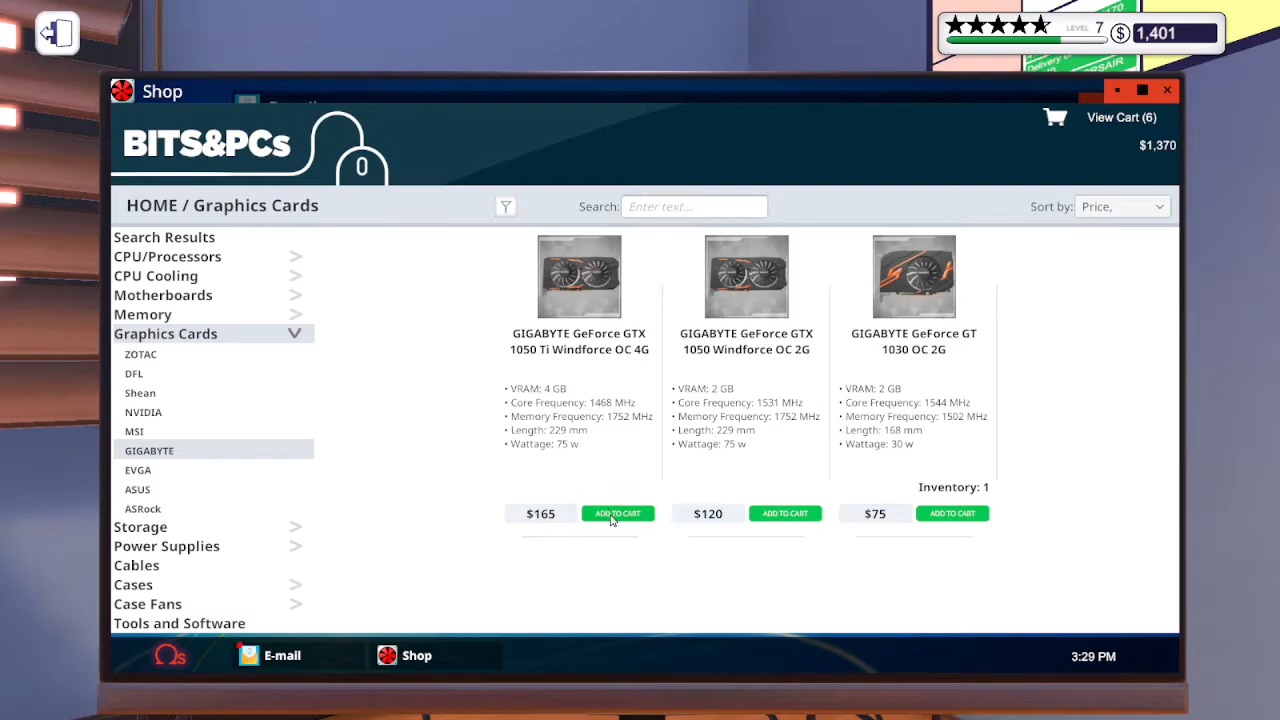 LEVEL 7
$ 1,401
Delivery
Shop
BITS&PCs
View Cart (6)
$1,370
HOME / Graphics Cards
Search: Enter text...
Sort by: Price,
Search Results
CPU/Processors
CPU Cooling
Motherboards
Memory
Graphics Cards
ZOTAC
DFL
Shean
NVIDIA
MSI
GIGABYTE
EVGA
ASUS
ASRock
Storage
Power Supplies
Cables
Cases
Case Fans
Tools and Software
GIGABYTE GeForce GTX
1050 Ti Windforce OC 4G
• VRAM: 4 GB
• Core Frequency: 1468 MHz
• Memory Frequency: 1752 MHz
• Length: 229 mm
• Wattage: 75 w
$165 ADD TO CART
GIGABYTE GeForce GTX
1050 Windforce OC 2G
• VRAM: 2 GB
• Core Frequency: 1531 MHz
• Memory Frequency: 1752 MHz
• Length: 229 mm
• Wattage: 75 w
$120 ADD TO CART
GIGABYTE GeForce GT
1030 OC 2G
• VRAM: 2 GB
• Core Frequency: 1544 MHz
• Memory Frequency: 1502 MHz
• Length: 168 mm
• Wattage: 30 w
Inventory: 1
$75 ADD TO CART
Ωs
E-mail
Shop
3:29 PM